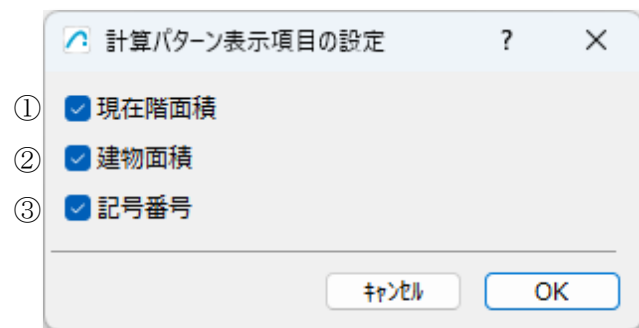 計算パターン表示項目の設定 ? ×
① 現在階面積
② 建物面積
③ 記号番号
ｷｬﾝｾﾙ OK